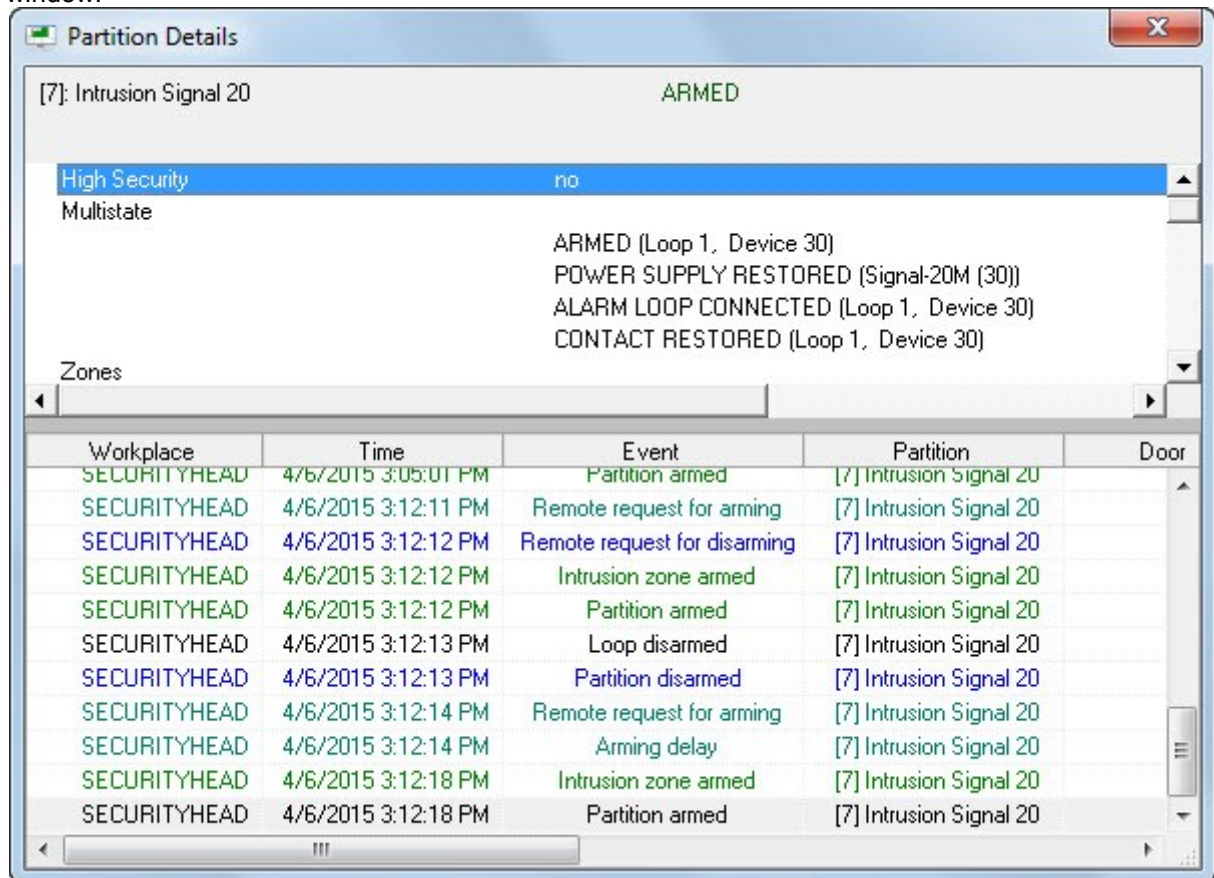 Partition Details
[7]: Intrusion Signal 20 ARMED
High Security no
Multistate
ARMED (Loop 1, Device 30)
POWER SUPPLY RESTORED (Signal-20M (30))
ALARM LOOP CONNECTED (Loop 1, Device 30)
CONTACT RESTORED (Loop 1, Device 30)
Zones
Workplace Time Event Partition Door
SECURITYHEAD 4/6/2015 3:05:01 PM Partition armed [7] Intrusion Signal 20
SECURITYHEAD 4/6/2015 3:12:11 PM Remote request for arming [7] Intrusion Signal 20
SECURITYHEAD 4/6/2015 3:12:12 PM Remote request for disarming [7] Intrusion Signal 20
SECURITYHEAD 4/6/2015 3:12:12 PM Intrusion zone armed [7] Intrusion Signal 20
SECURITYHEAD 4/6/2015 3:12:12 PM Partition armed [7] Intrusion Signal 20
SECURITYHEAD 4/6/2015 3:12:13 PM Loop disarmed [7] Intrusion Signal 20
SECURITYHEAD 4/6/2015 3:12:13 PM Partition disarmed [7] Intrusion Signal 20
SECURITYHEAD 4/6/2015 3:12:14 PM Remote request for arming [7] Intrusion Signal 20
SECURITYHEAD 4/6/2015 3:12:14 PM Arming delay [7] Intrusion Signal 20
SECURITYHEAD 4/6/2015 3:12:18 PM Intrusion zone armed [7] Intrusion Signal 20
SECURITYHEAD 4/6/2015 3:12:18 PM Partition armed [7] Intrusion Signal 20